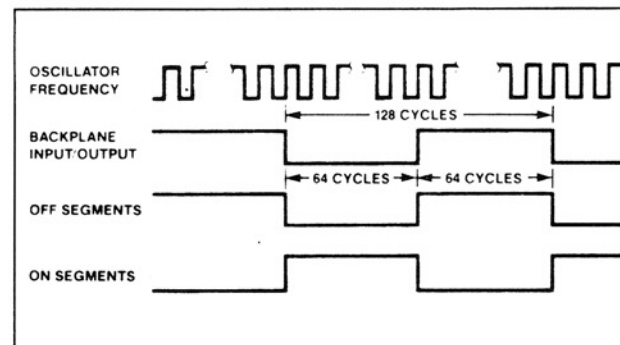 OSCILLATOR
FREQUENCY
128 CYCLES
BACKPLANE
INPUT/OUTPUT
64 CYCLES
64 CYCLES
OFF SEGMENTS
ON SEGMENTS